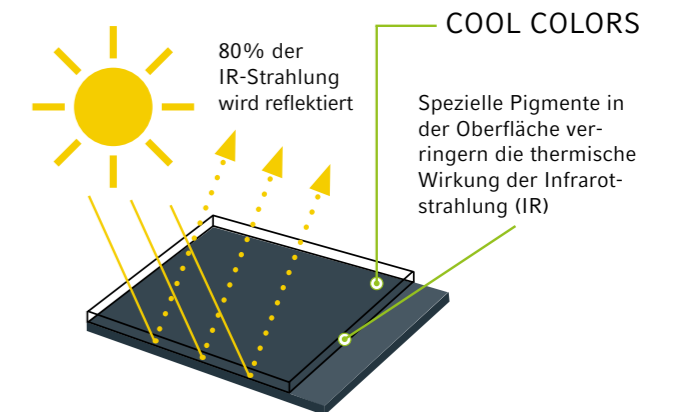 COOL COLORS
80% der
IR-Strahlung
wird reflektiert
Spezielle Pigmente in
der Oberfläche ver-
ringern die thermische
Wirkung der Infrarot-
strahlung (IR)